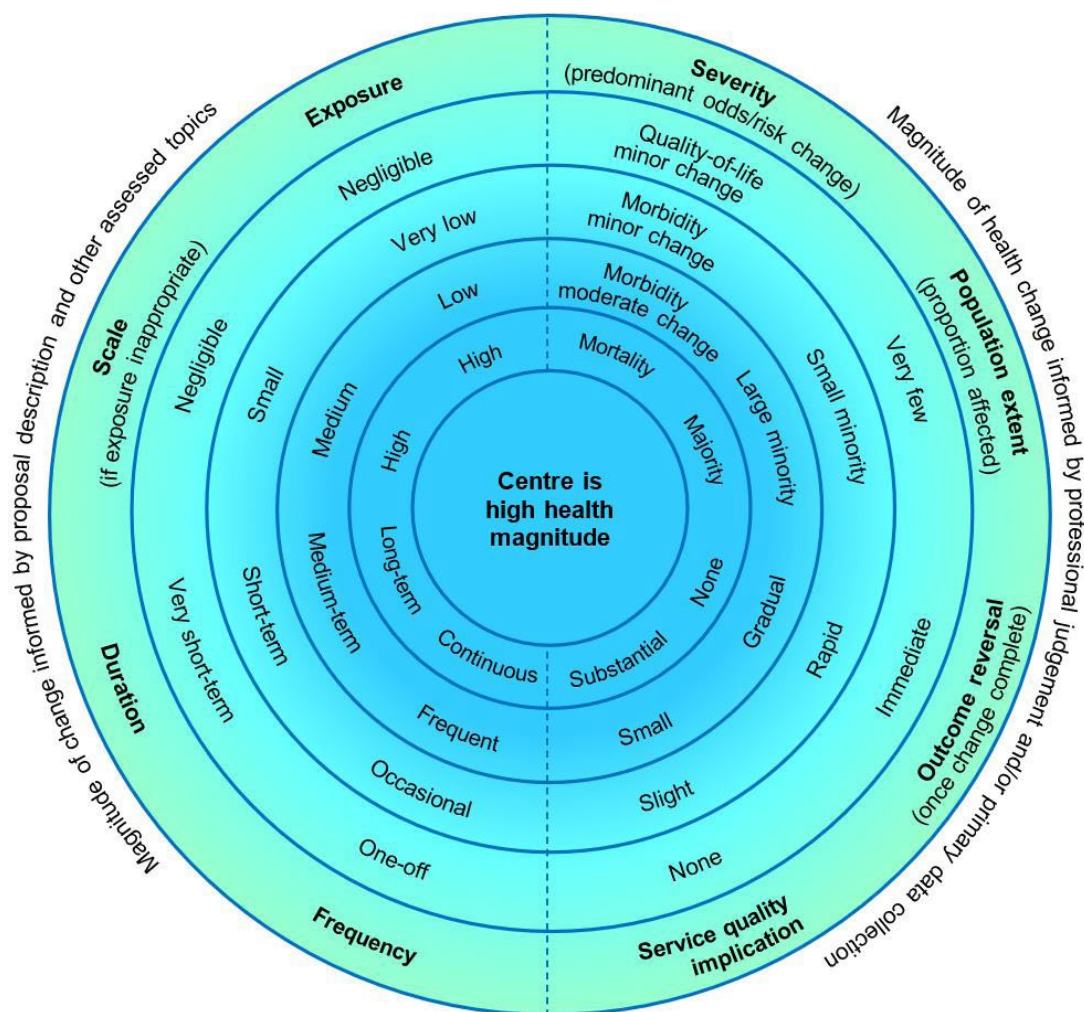 Magnitude of change informed by proposal description and other assessed topics
Magnitude of health change informed by professional judgement and/or primary data collection
Exposure
Negligible
Very low
Low
High
Severity
(predominant odds/risk change)
Quality-of-life
minor change
Morbidity
minor change
Morbidity
moderate change
Mortality
Scale
(if exposure inappropriate)
Negligible
Small
Medium
High
Population extent
(proportion affected)
Very few
Small minority
Large minority
Majority
Centre is
high health
magnitude
Duration
Very short-term
Short-term
Medium-term
Long-term
Outcome reversal
(once change complete)
Immediate
Rapid
Gradual
None
Frequency
One-off
Occasional
Frequent
Continuous
Service quality
implication
None
Slight
Small
Substantial